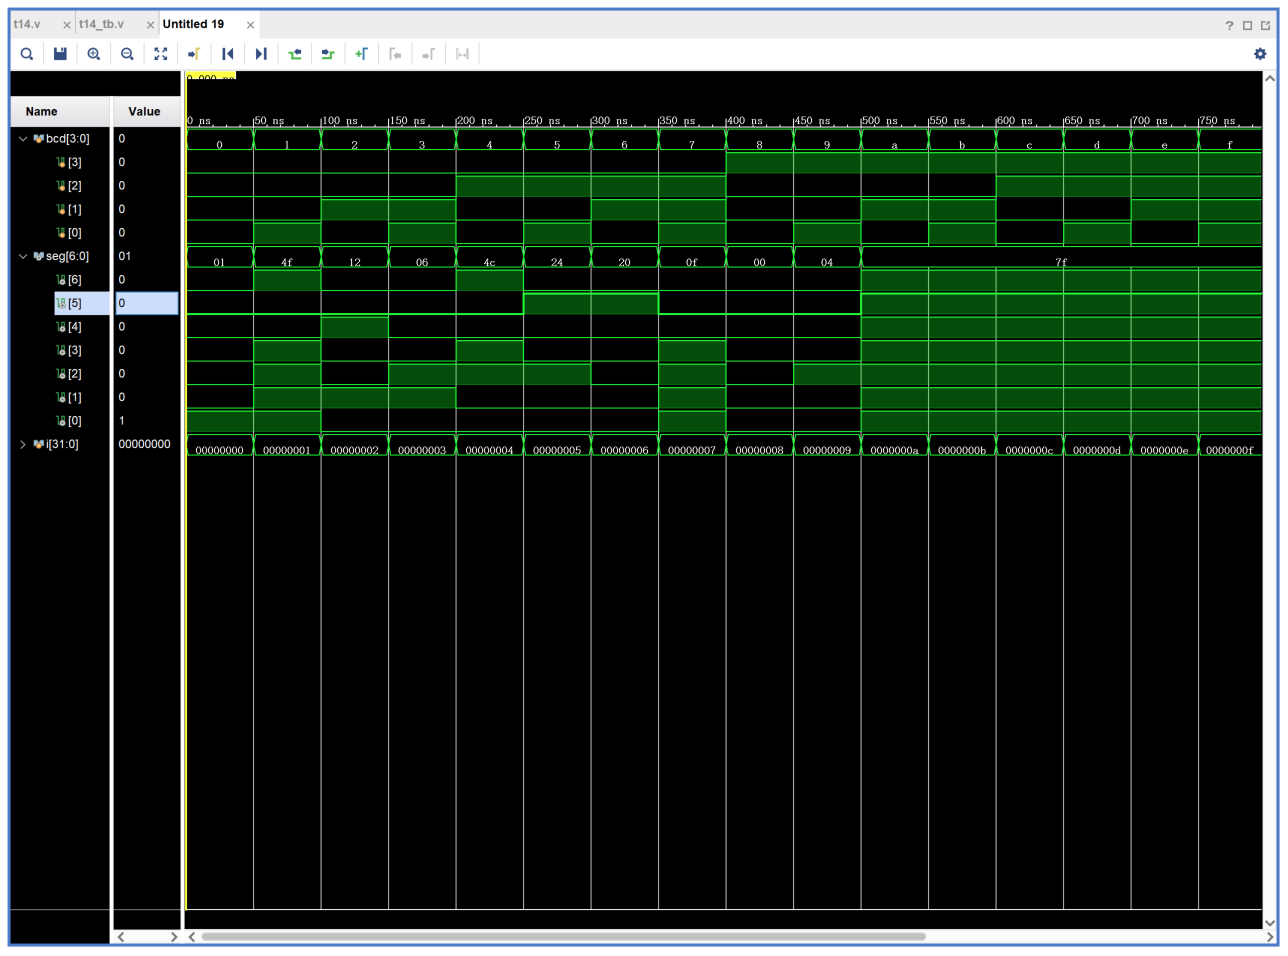 t14.v × t14_tb.v × Untitled 19 × ?
0.000 ns
Name Value
0 ns 50 ns 100 ns 150 ns 200 ns 250 ns 300 ns 350 ns 400 ns 450 ns 500 ns 550 ns 600 ns 650 ns 700 ns 750 ns
bcd[3:0] 0 0 1 2 3 4 5 6 7 8 9 a b c d e f
[3] 0
[2] 0
[1] 0
[0] 0
seg[6:0] 01 01 4f 12 06 4c 24 20 0f 00 04 7f
[6] 0
[5] 0
[4] 0
[3] 0
[2] 0
[1] 0
[0] 1
i[31:0] 00000000 00000000 00000001 00000002 00000003 00000004 00000005 00000006 00000007 00000008 00000009 0000000a 0000000b 0000000c 0000000d 0000000e 0000000f